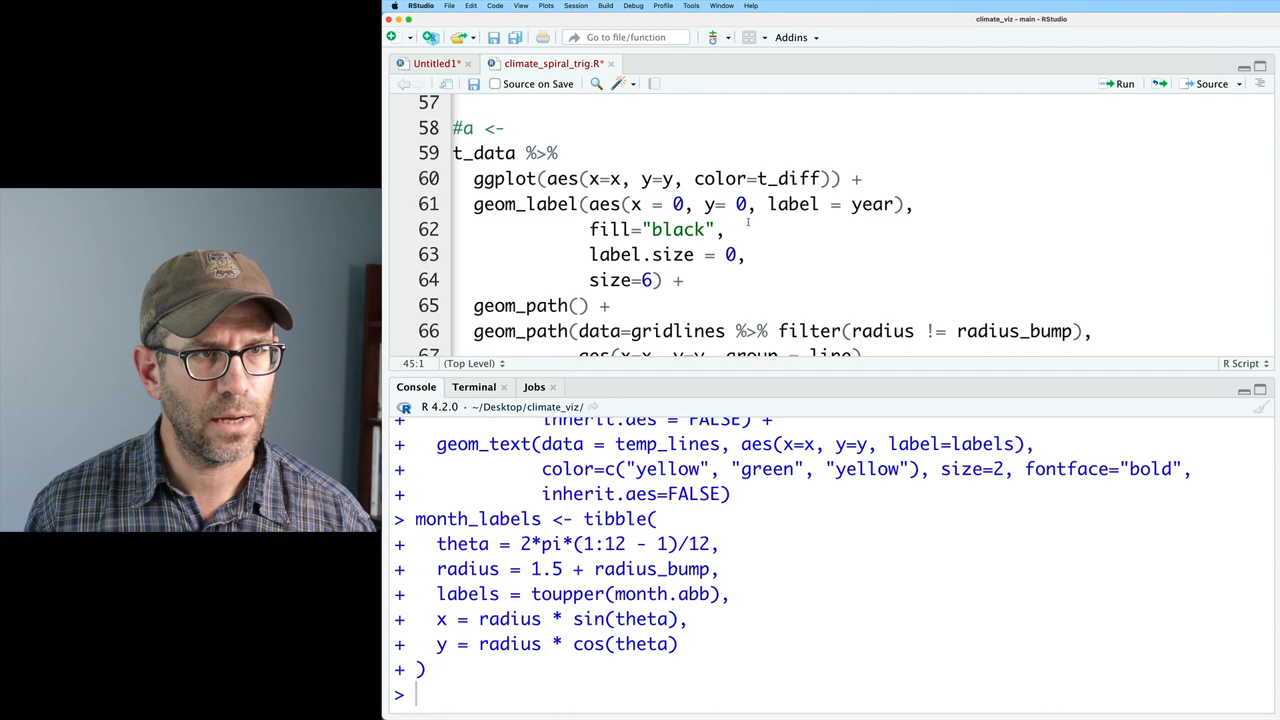 RStudio File Edit Code View Plots Session Build Debug Profile Tools Window Help
climate_viz - main - RStudio
Go to file/function Addins
Untitled1* climate_spiral_trig.R*
Source on Save Run Source
57
58 #a <-
59 t_data %>%
60 ggplot(aes(x=x, y=y, color=t_diff)) +
61 geom_label(aes(x = 0, y= 0, label = year),
62 fill="black",
63 label.size = 0,
64 size=6) +
65 geom_path() +
66 geom_path(data=gridlines %>% filter(radius != radius_bump),
67 aes(x=x, y=y, group = line)
45:1 (Top Level) R Script
Console Terminal Jobs
R 4.2.0 · ~/Desktop/climate_viz/
+ inherit.aes = FALSE) +
+ geom_text(data = temp_lines, aes(x=x, y=y, label=labels),
+ color=c("yellow", "green", "yellow"), size=2, fontface="bold",
+ inherit.aes=FALSE)
> month_labels <- tibble(
+ theta = 2*pi*(1:12 - 1)/12,
+ radius = 1.5 + radius_bump,
+ labels = toupper(month.abb),
+ x = radius * sin(theta),
+ y = radius * cos(theta)
+ )
>